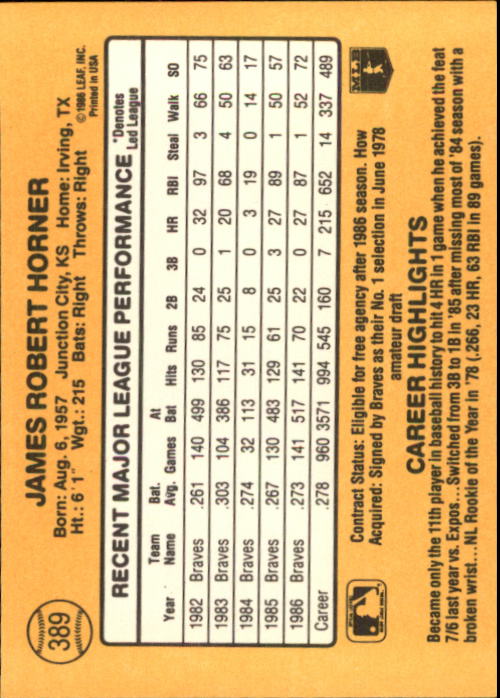 389
JAMES ROBERT HORNER
Born: Aug. 6, 1957 Junction City, KS Home: Irving, TX
Ht.: 6' 1" Wgt.: 215 Bats: Right Throws: Right
©1986 LEAF, INC.
Printed in USA
RECENT MAJOR LEAGUE PERFORMANCE *Denotes Led League
Year Team Name Bat. Avg. Games At Bat Hits Runs 2B 3B HR RBI Steal Walk SO
1982 Braves .261 140 499 130 85 24 0 32 97 3 66 75
1983 Braves .303 104 386 117 75 25 1 20 68 4 50 63
1984 Braves .274 32 113 31 15 8 0 3 19 0 14 17
1985 Braves .267 130 483 129 61 25 3 27 89 1 50 57
1986 Braves .273 141 517 141 70 22 0 27 87 1 52 72
Career .278 960 3571 994 545 160 7 215 652 14 337 489
Contract Status: Eligible for free agency after 1986 season. How
Acquired: Signed by Braves as their No. 1 selection in June 1978
amateur draft
MLB
CAREER HIGHLIGHTS
Became only the 11th player in baseball history to hit 4 HR in 1 game when he achieved the feat
7/6 last year vs. Expos...Switched from 3B to 1B in '85 after missing most of '84 season with a
broken wrist...NL Rookie of the Year in '78 (.266, 23 HR, 63 RBI in 89 games).